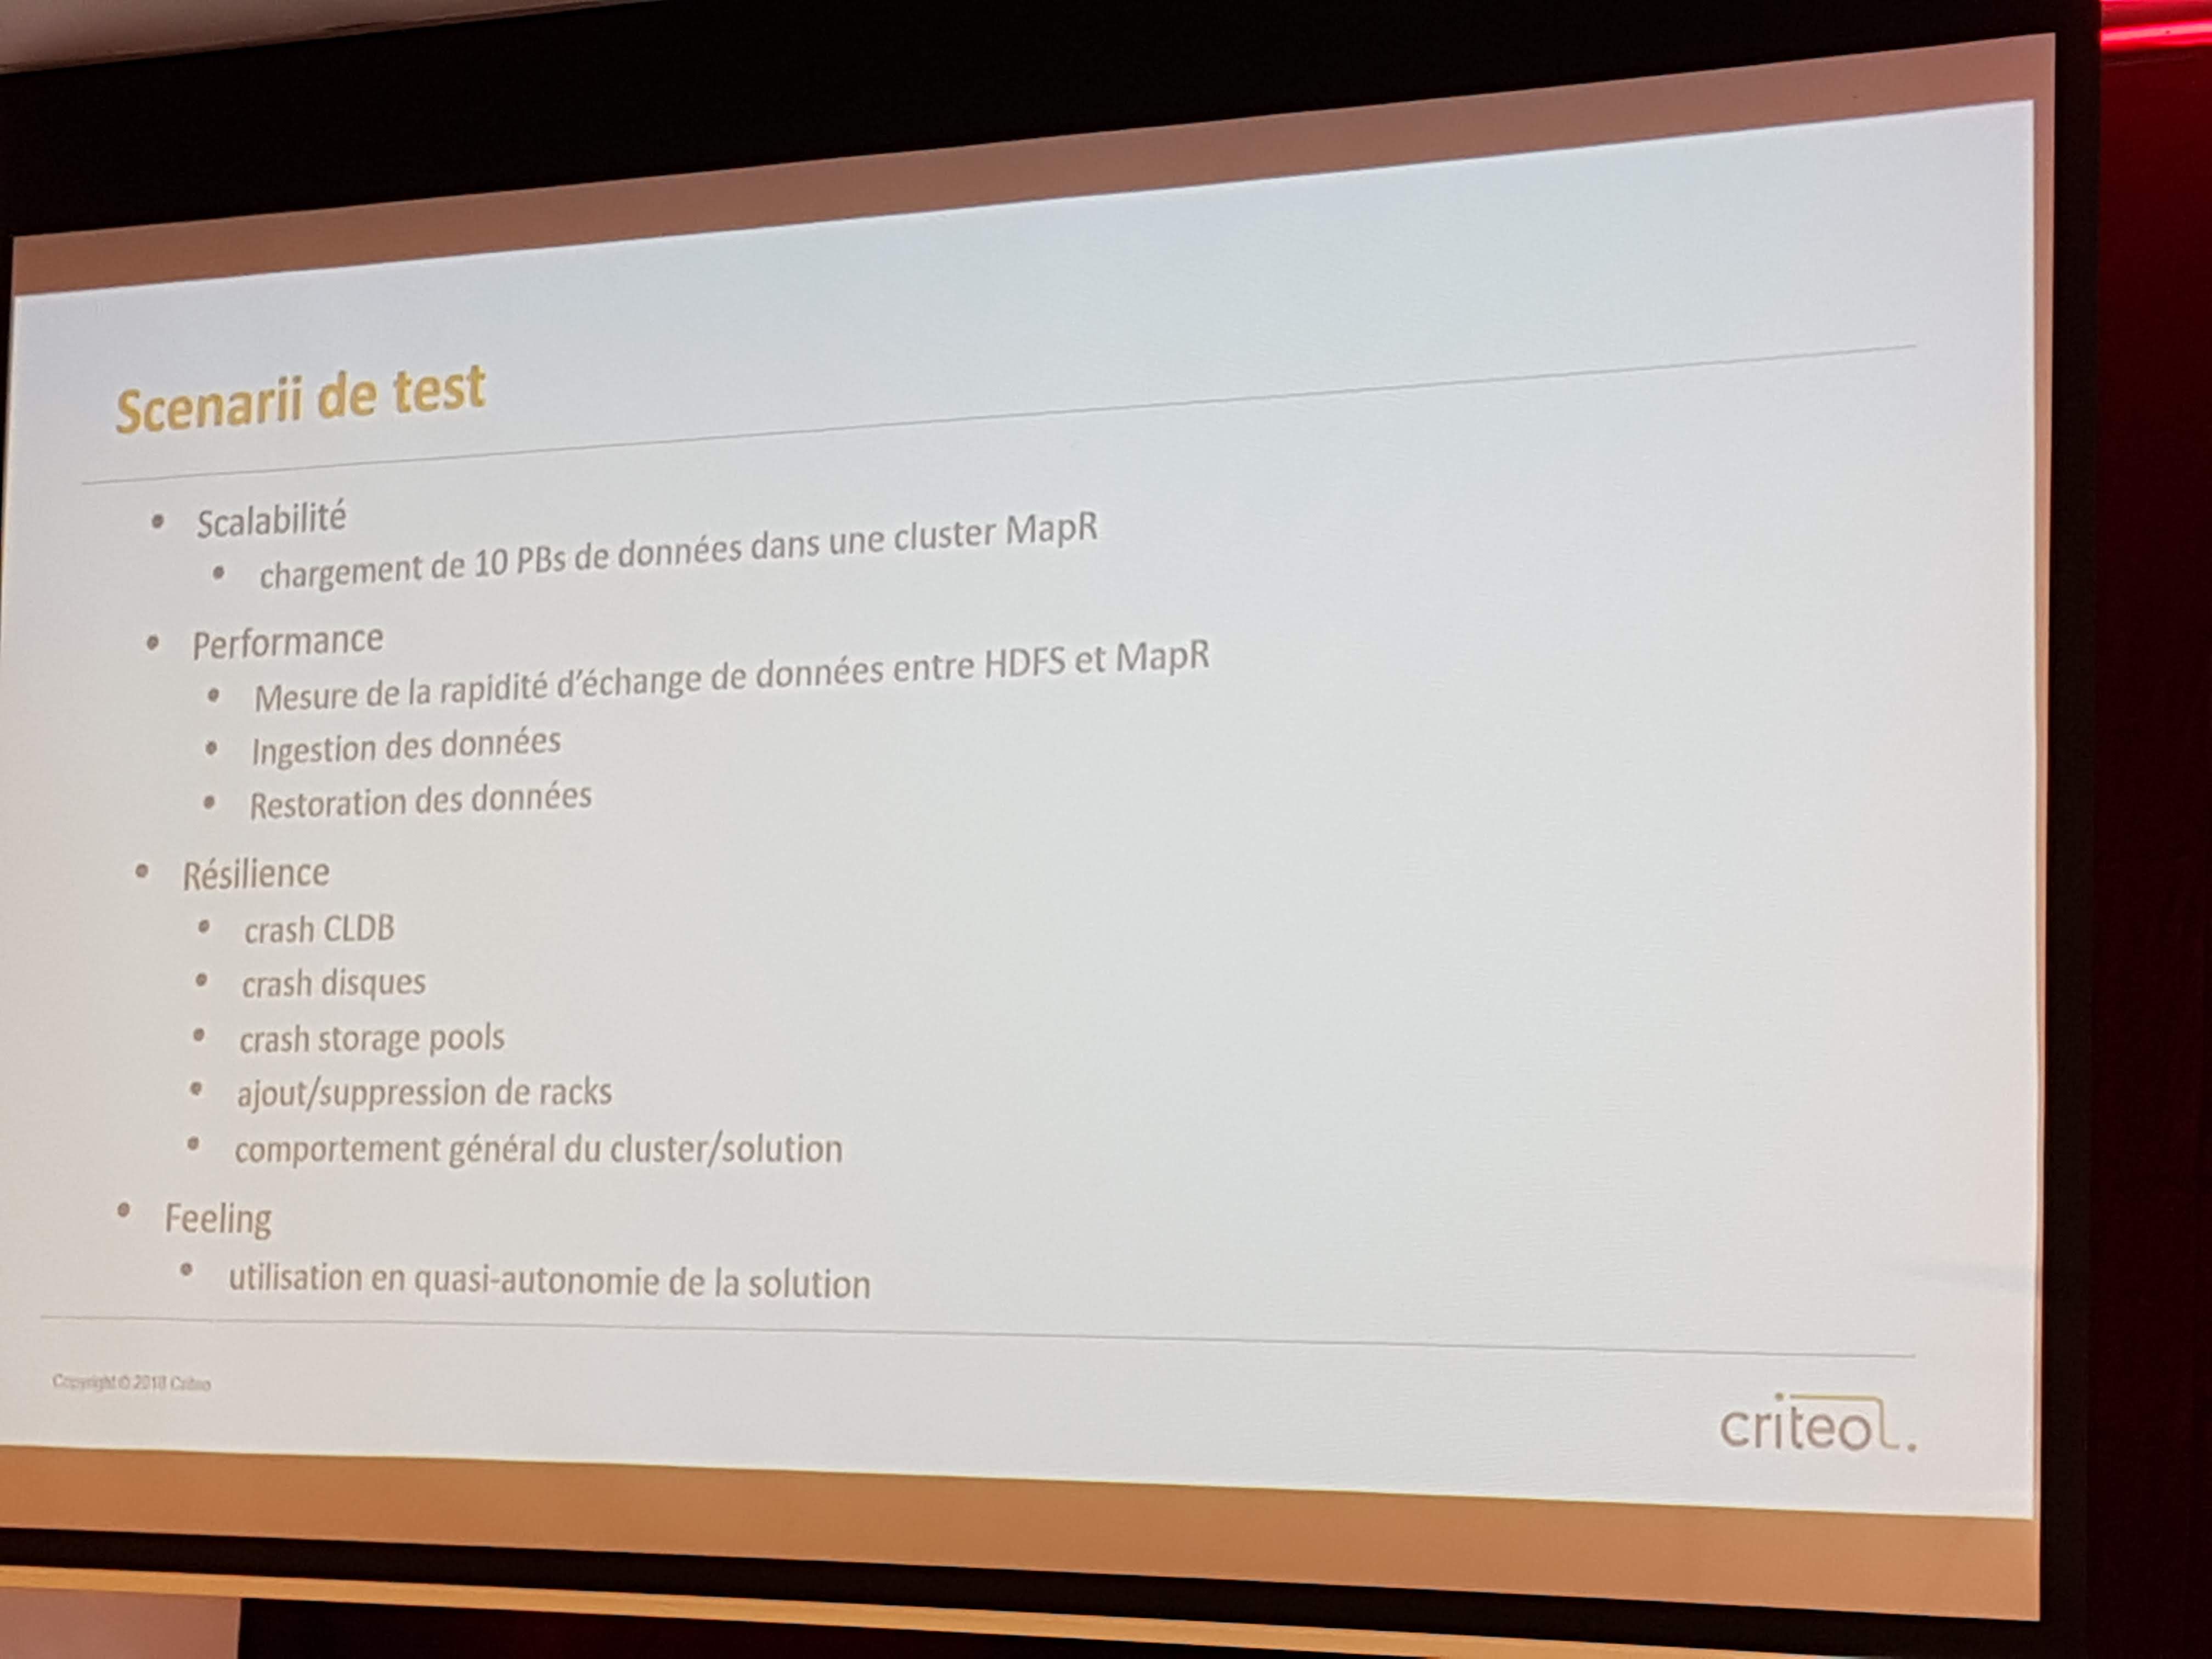 Scenarii de test
• Scalabilité
• chargement de 10 PBs de données dans une cluster MapR
• Performance
• Mesure de la rapidité d'échange de données entre HDFS et MapR
• Ingestion des données
• Restoration des données
• Résilience
• crash CLDB
• crash disques
• crash storage pools
• ajout/suppression de racks
• comportement général du cluster/solution
• Feeling
• utilisation en quasi-autonomie de la solution
Copyright © 2018 Criteo
criteo.